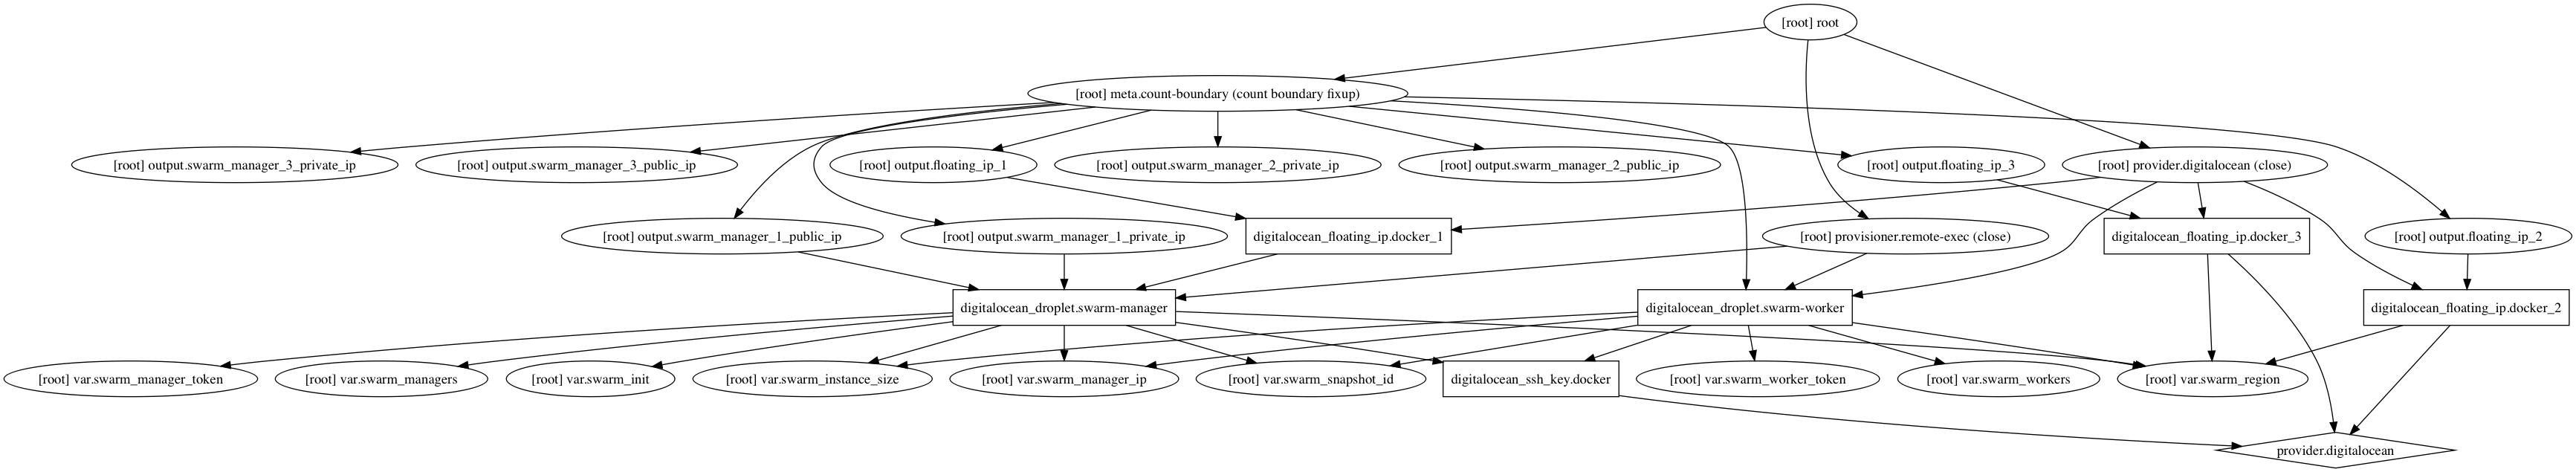 [root] root
[root] meta.count-boundary (count boundary fixup)
[root] output.swarm_manager_3_private_ip
[root] output.swarm_manager_3_public_ip
[root] output.floating_ip_1
[root] output.swarm_manager_2_private_ip
[root] output.swarm_manager_2_public_ip
[root] output.floating_ip_3
[root] provider.digitalocean (close)
[root] output.swarm_manager_1_public_ip
[root] output.swarm_manager_1_private_ip
digitalocean_floating_ip.docker_1
[root] provisioner.remote-exec (close)
digitalocean_floating_ip.docker_3
[root] output.floating_ip_2
digitalocean_droplet.swarm-manager
digitalocean_droplet.swarm-worker
digitalocean_floating_ip.docker_2
[root] var.swarm_manager_token
[root] var.swarm_managers
[root] var.swarm_init
[root] var.swarm_instance_size
[root] var.swarm_manager_ip
[root] var.swarm_snapshot_id
digitalocean_ssh_key.docker
[root] var.swarm_worker_token
[root] var.swarm_workers
[root] var.swarm_region
provider.digitalocean